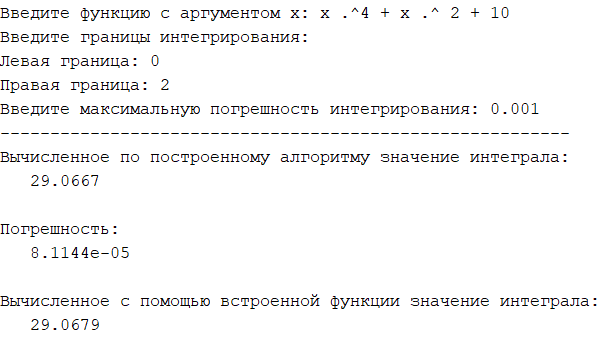 Введите функцию с аргументом x: x .^4 + x .^ 2 + 10
Введите границы интегрирования:
Левая граница: 0
Правая граница: 2
Введите максимальную погрешность интегрирования: 0.001
---------------------------------------------------------
Вычисленное по построенному алгоритму значение интеграла:
29.0667
Погрешность:
8.1144e-05
Вычисленное с помощью встроенной функции значение интеграла:
29.0679